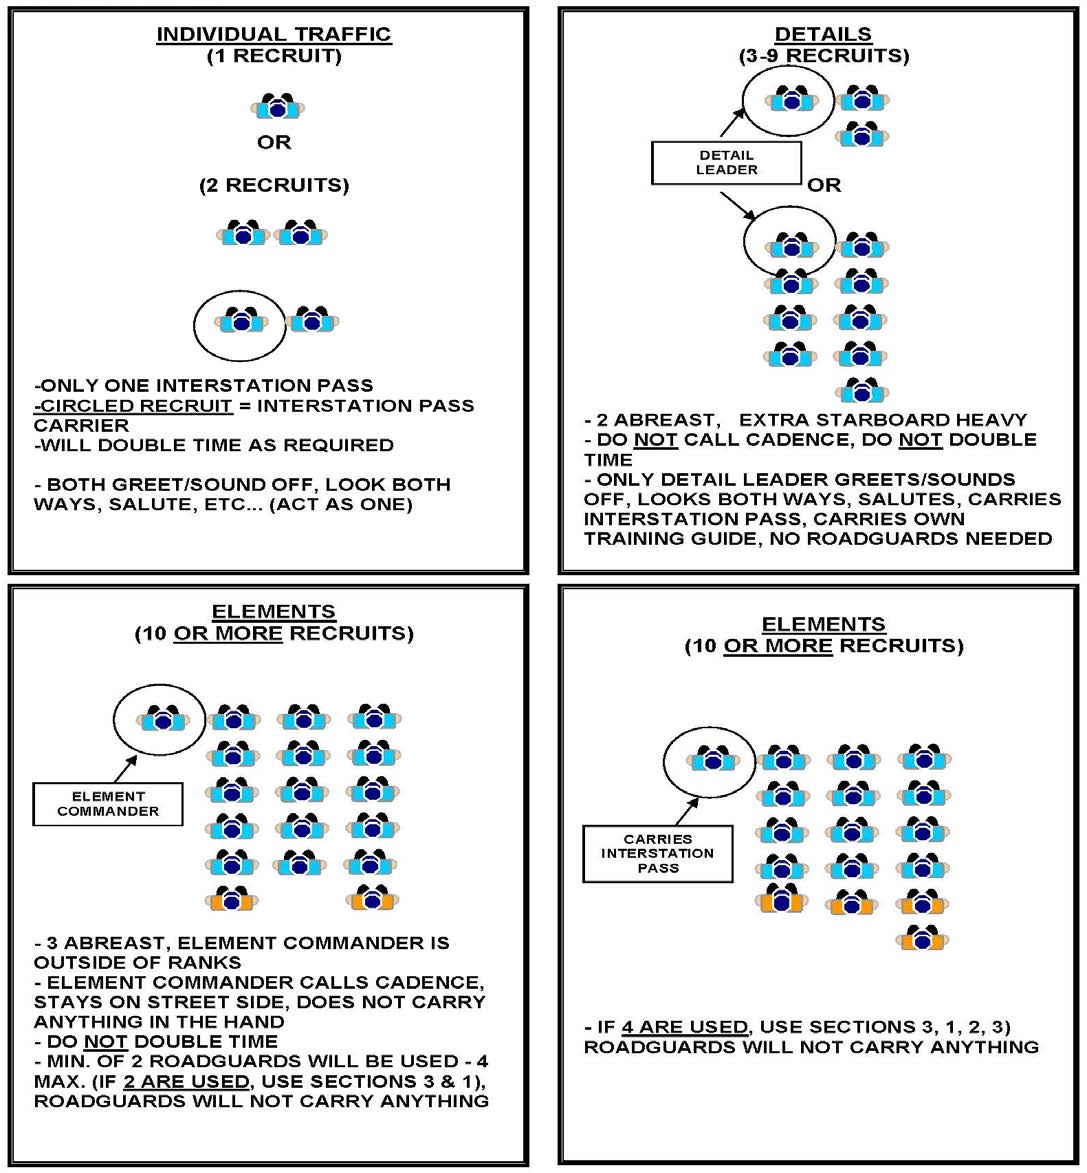 INDIVIDUAL TRAFFIC
(1 RECRUIT)
OR
(2 RECRUITS)
-ONLY ONE INTERSTATION PASS
-CIRCLED RECRUIT = INTERSTATION PASS
CARRIER
-WILL DOUBLE TIME AS REQUIRED
- BOTH GREET/SOUND OFF, LOOK BOTH
WAYS, SALUTE, ETC... (ACT AS ONE)
DETAILS
(3-9 RECRUITS)
DETAIL
LEADER
OR
- 2 ABREAST, EXTRA STARBOARD HEAVY
- DO NOT CALL CADENCE, DO NOT DOUBLE
TIME
- ONLY DETAIL LEADER GREETS/SOUNDS
OFF, LOOKS BOTH WAYS, SALUTES, CARRIES
INTERSTATION PASS, CARRIES OWN
TRAINING GUIDE, NO ROADGUARDS NEEDED
ELEMENTS
(10 OR MORE RECRUITS)
ELEMENT
COMMANDER
- 3 ABREAST, ELEMENT COMMANDER IS
OUTSIDE OF RANKS
- ELEMENT COMMANDER CALLS CADENCE,
STAYS ON STREET SIDE, DOES NOT CARRY
ANYTHING IN THE HAND
- DO NOT DOUBLE TIME
- MIN. OF 2 ROADGUARDS WILL BE USED - 4
MAX. (IF 2 ARE USED, USE SECTIONS 3 & 1),
ROADGUARDS WILL NOT CARRY ANYTHING
ELEMENTS
(10 OR MORE RECRUITS)
CARRIES
INTERSTATION
PASS
- IF 4 ARE USED, USE SECTIONS 3, 1, 2, 3)
ROADGUARDS WILL NOT CARRY ANYTHING